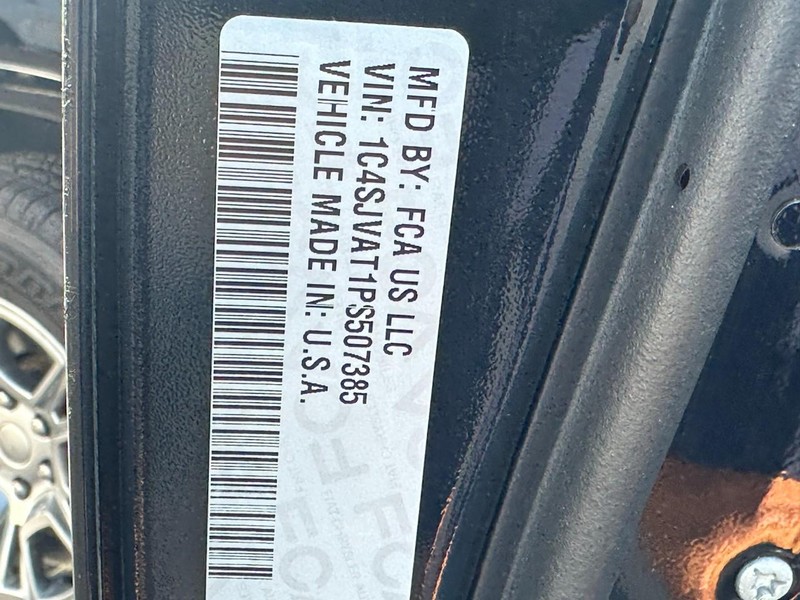 MFD BY: FCA US LLC
VIN: 1C4SJVAT1PS507385
VEHICLE MADE IN: U.S.A.